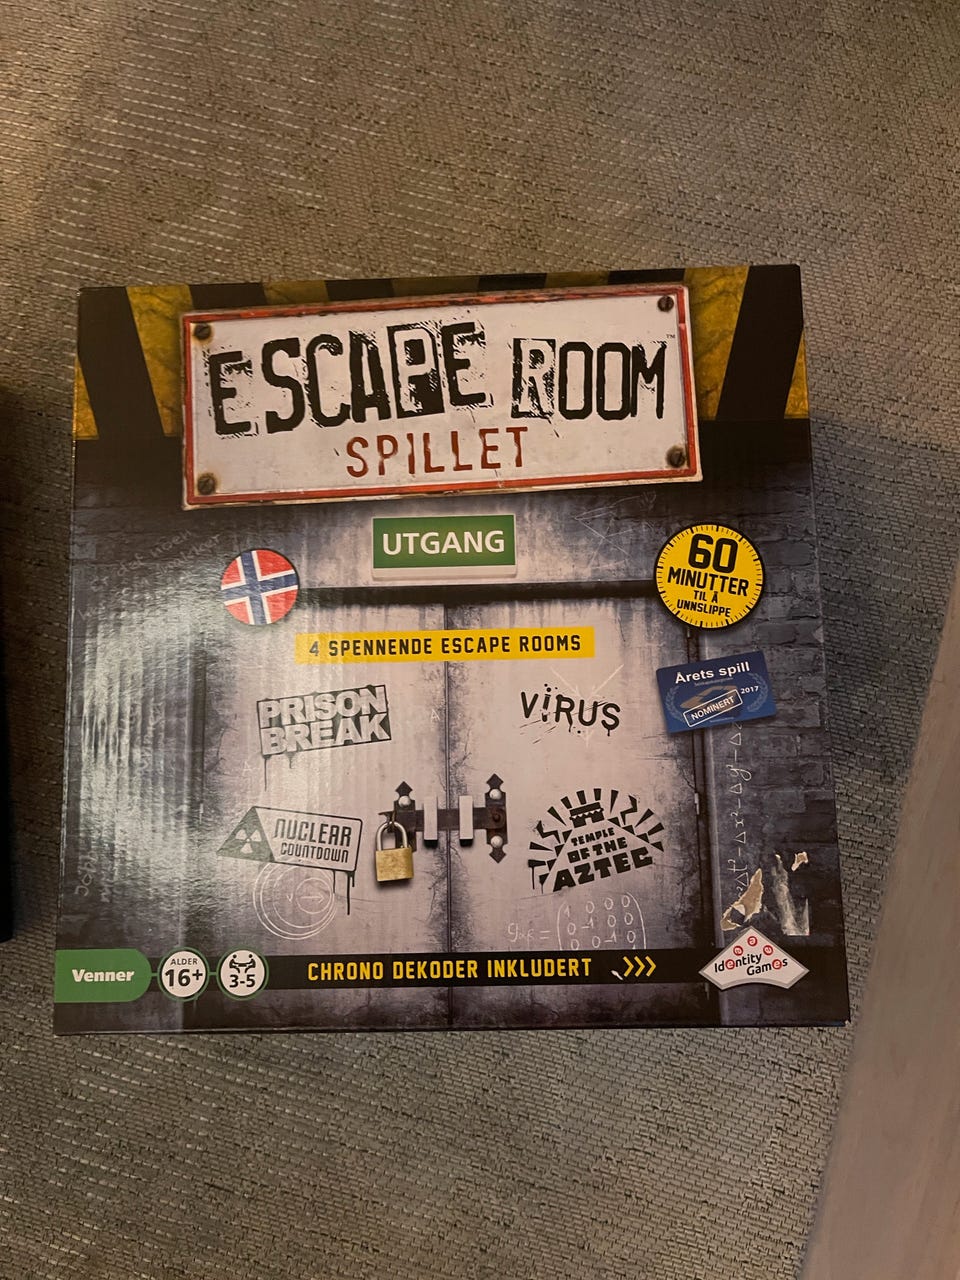 ESCAPE ROOM
SPILLET
UTGANG
60
MINUTTER
TIL Å
UNNSLIPPE
4 SPENNENDE ESCAPE ROOMS
Årets spill
NOMINERT
2017
PRISON
BREAK
VIRUS
NUCLEAR
COUNTDOWN
TEMPLE
OF THE
AZTEC
Venner
ALDER
16+
3-5
CHRONO DEKODER INKLUDERT
Identity
Games